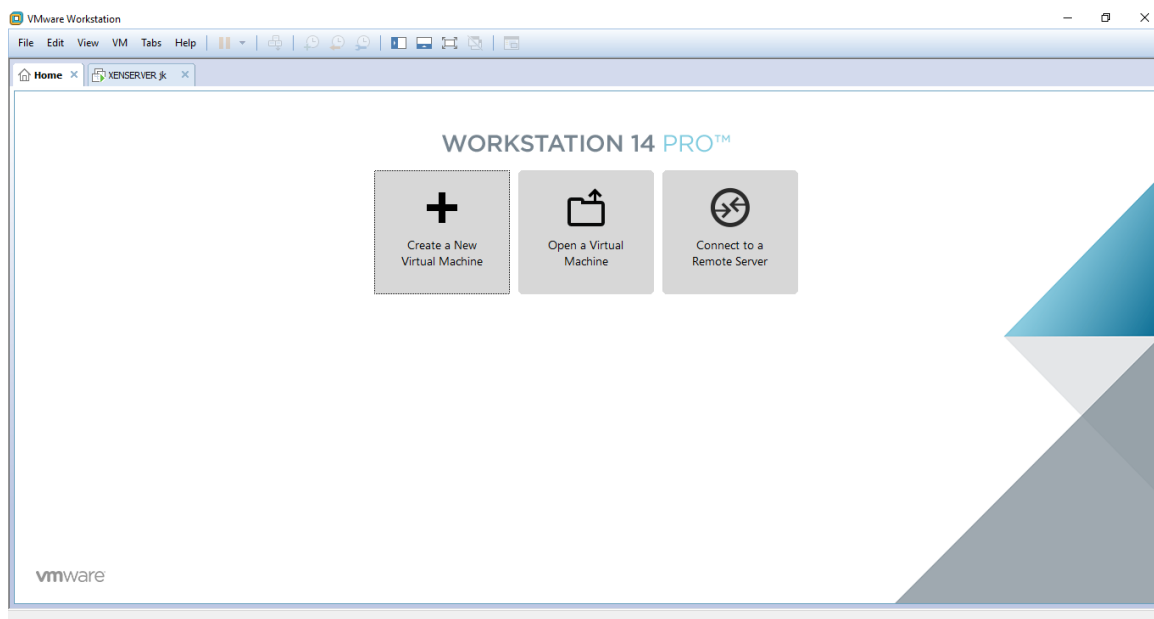 VMware Workstation
File Edit View VM Tabs Help
Home XENSERVER jk
WORKSTATION 14 PRO™
Create a New
Virtual Machine
Open a Virtual
Machine
Connect to a
Remote Server
vmware